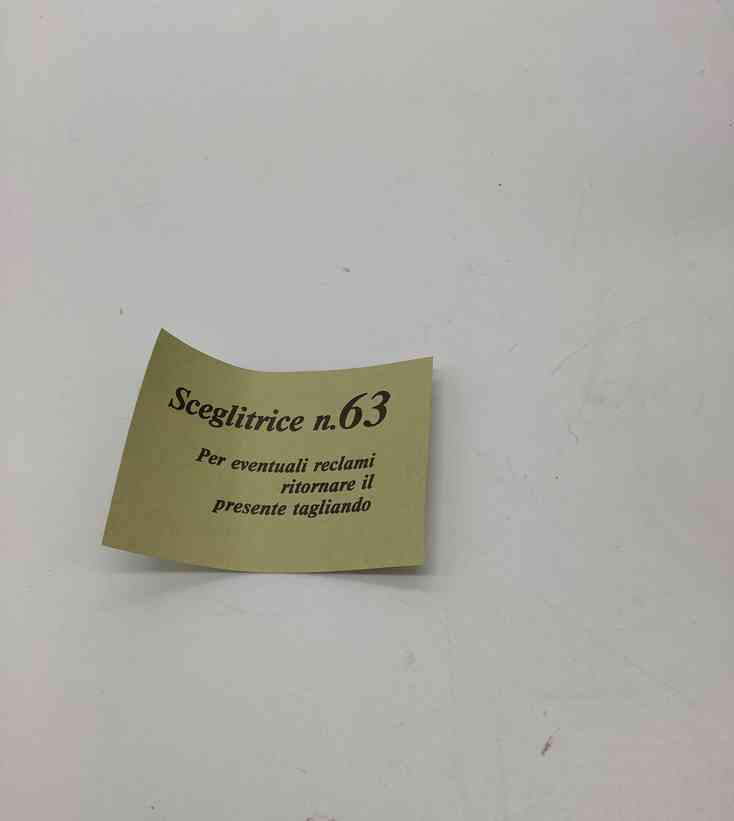 Sceglitrice n.63
Per eventuali reclami
ritornare il
presente tagliando